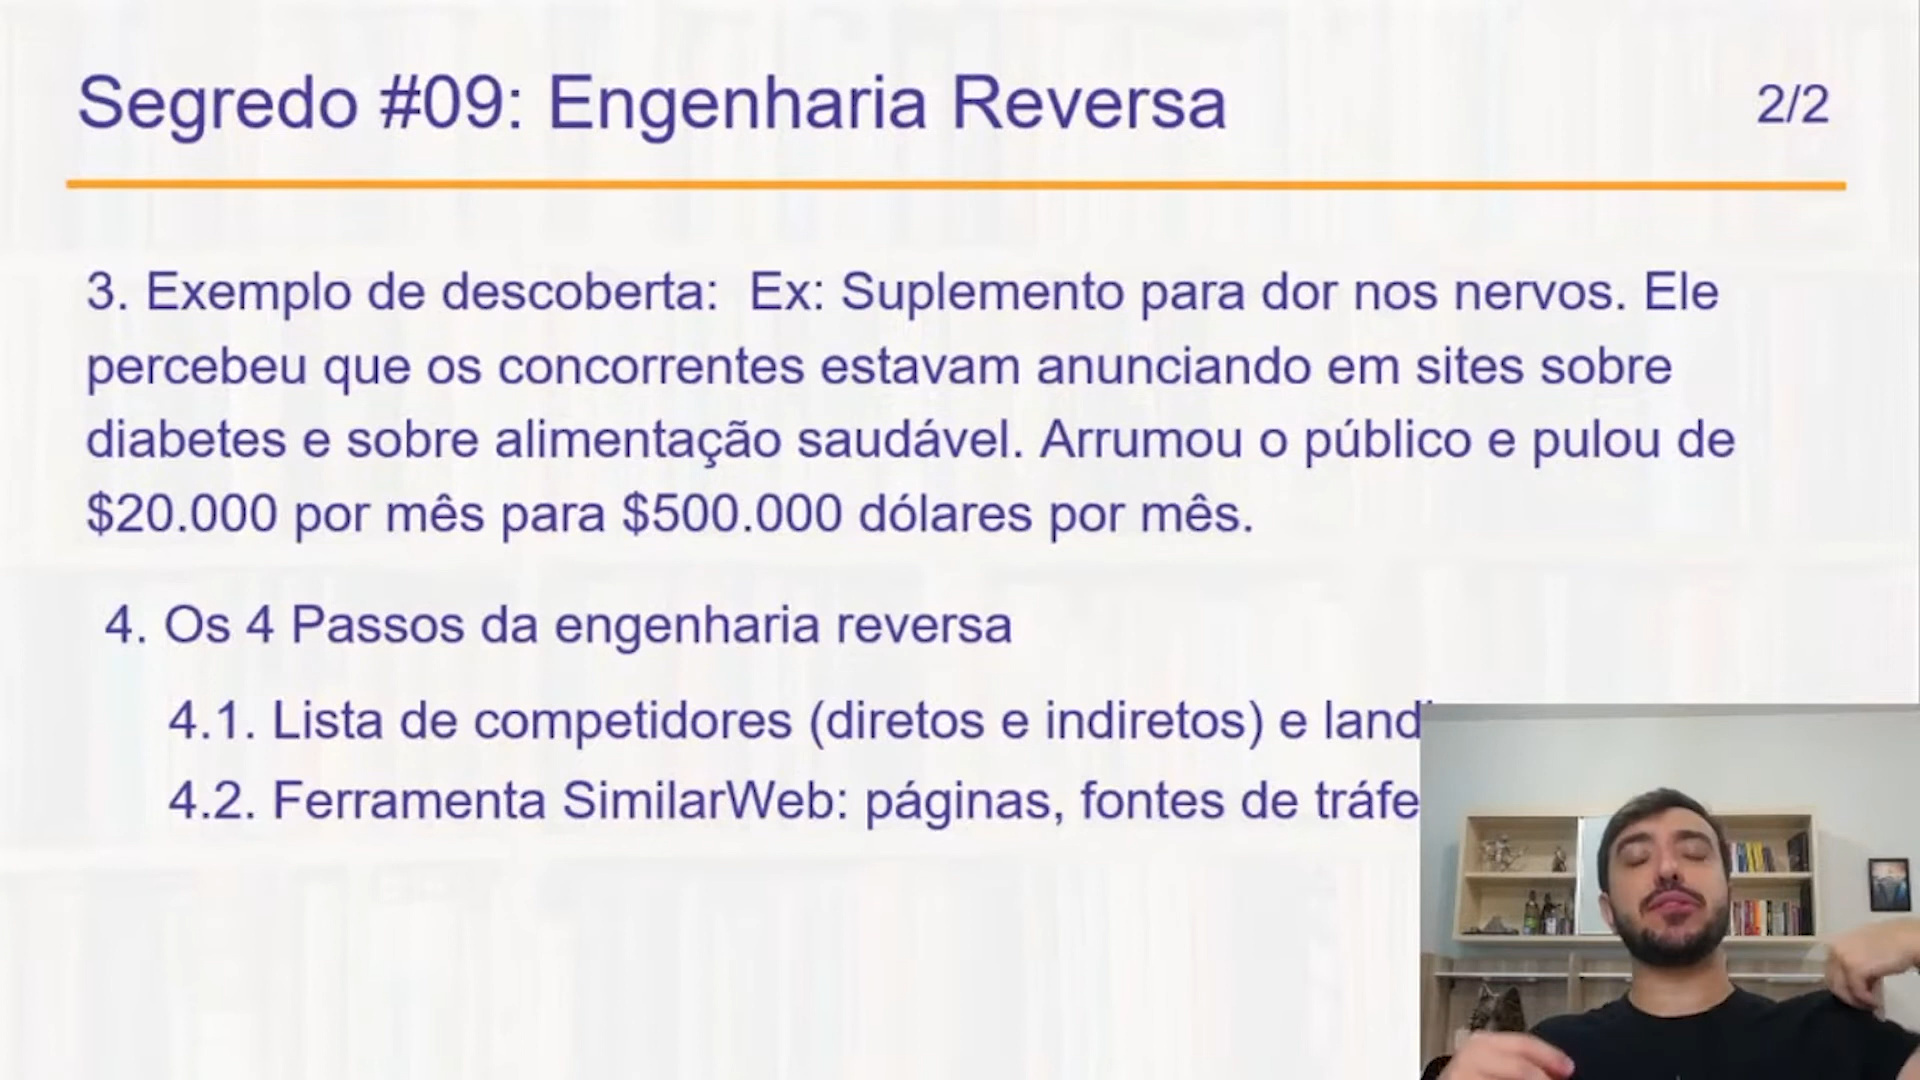 Segredo #09: Engenharia Reversa
2/2
3. Exemplo de descoberta: Ex: Suplemento para dor nos nervos. Ele
percebeu que os concorrentes estavam anunciando em sites sobre
diabetes e sobre alimentação saudável. Arrumou o público e pulou de
$20.000 por mês para $500.000 dólares por mês.
4. Os 4 Passos da engenharia reversa
4.1. Lista de competidores (diretos e indiretos) e
4.2. Ferramenta SimilarWeb: páginas, fontes de